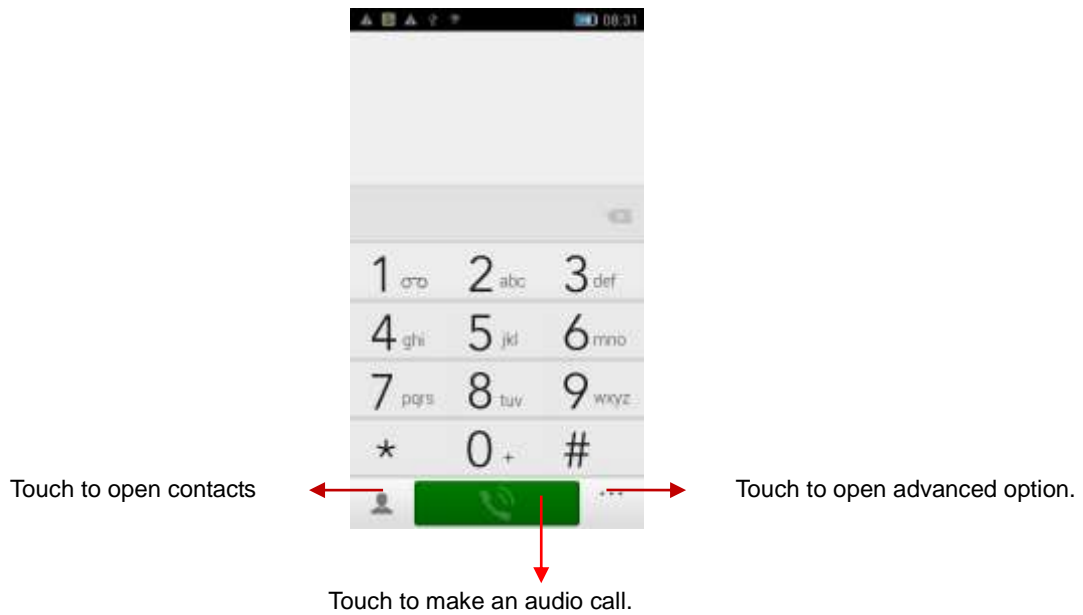 08:31
1 2 abc 3 def
4 ghi 5 jkl 6 mno
7 pqrs 8 tuv 9 wxyz
* 0 + #
Touch to open contacts
Touch to open advanced option.
Touch to make an audio call.